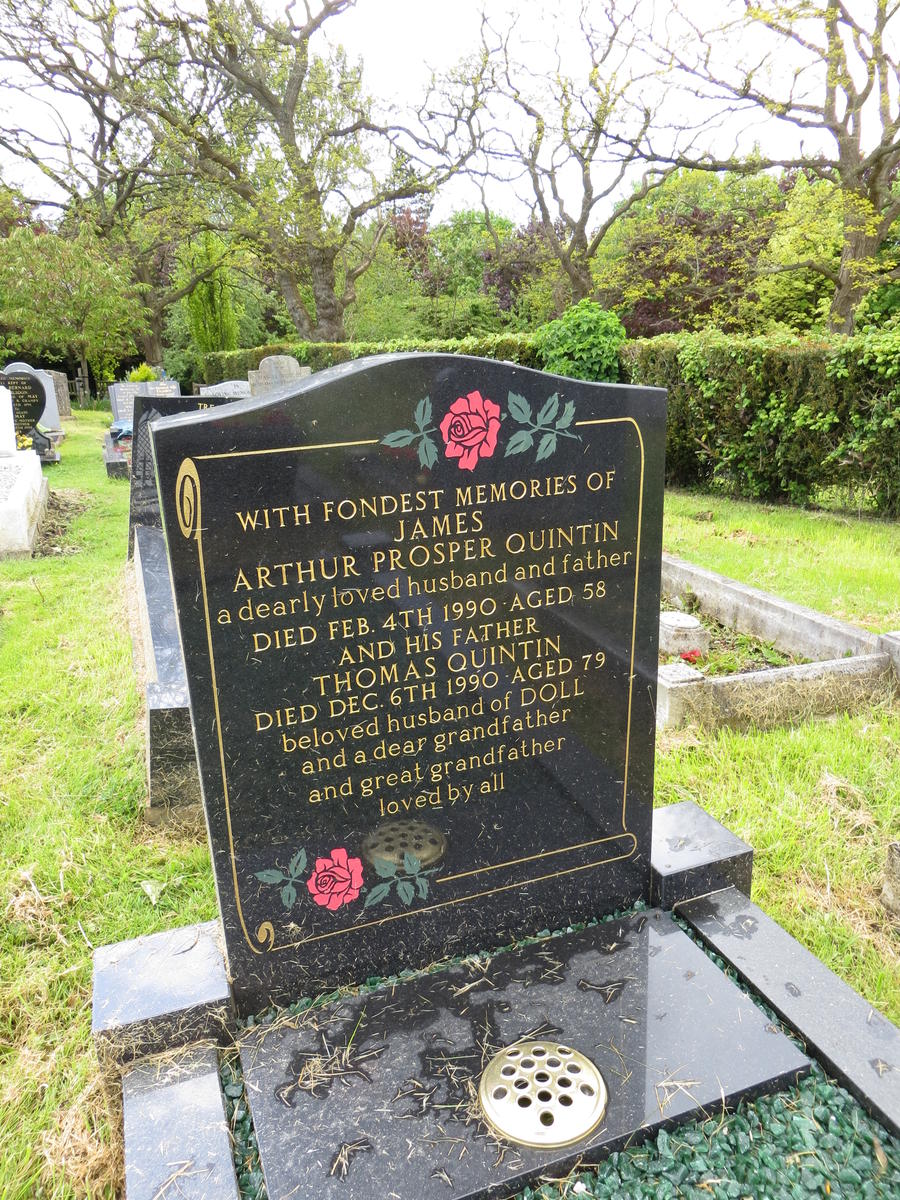 WITH FONDEST MEMORIES OF
JAMES
ARTHUR PROSPER QUINTIN
a dearly loved husband and father
DIED FEB. 4TH 1990 · AGED 58
AND HIS FATHER
THOMAS QUINTIN
DIED DEC. 6TH 1990 · AGED 79
beloved husband of DOLL
and a dear grandfather
and great grandfather
loved by all
BERNARD